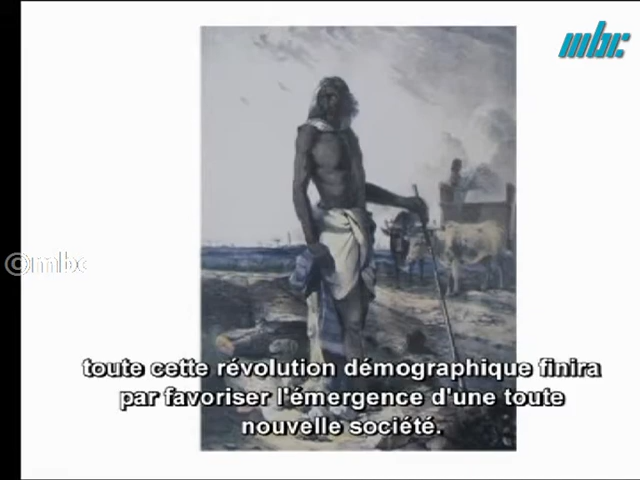 mbc
©mbc
toute cette révolution démographique finira
par favoriser l'émergence d'une toute
nouvelle société.